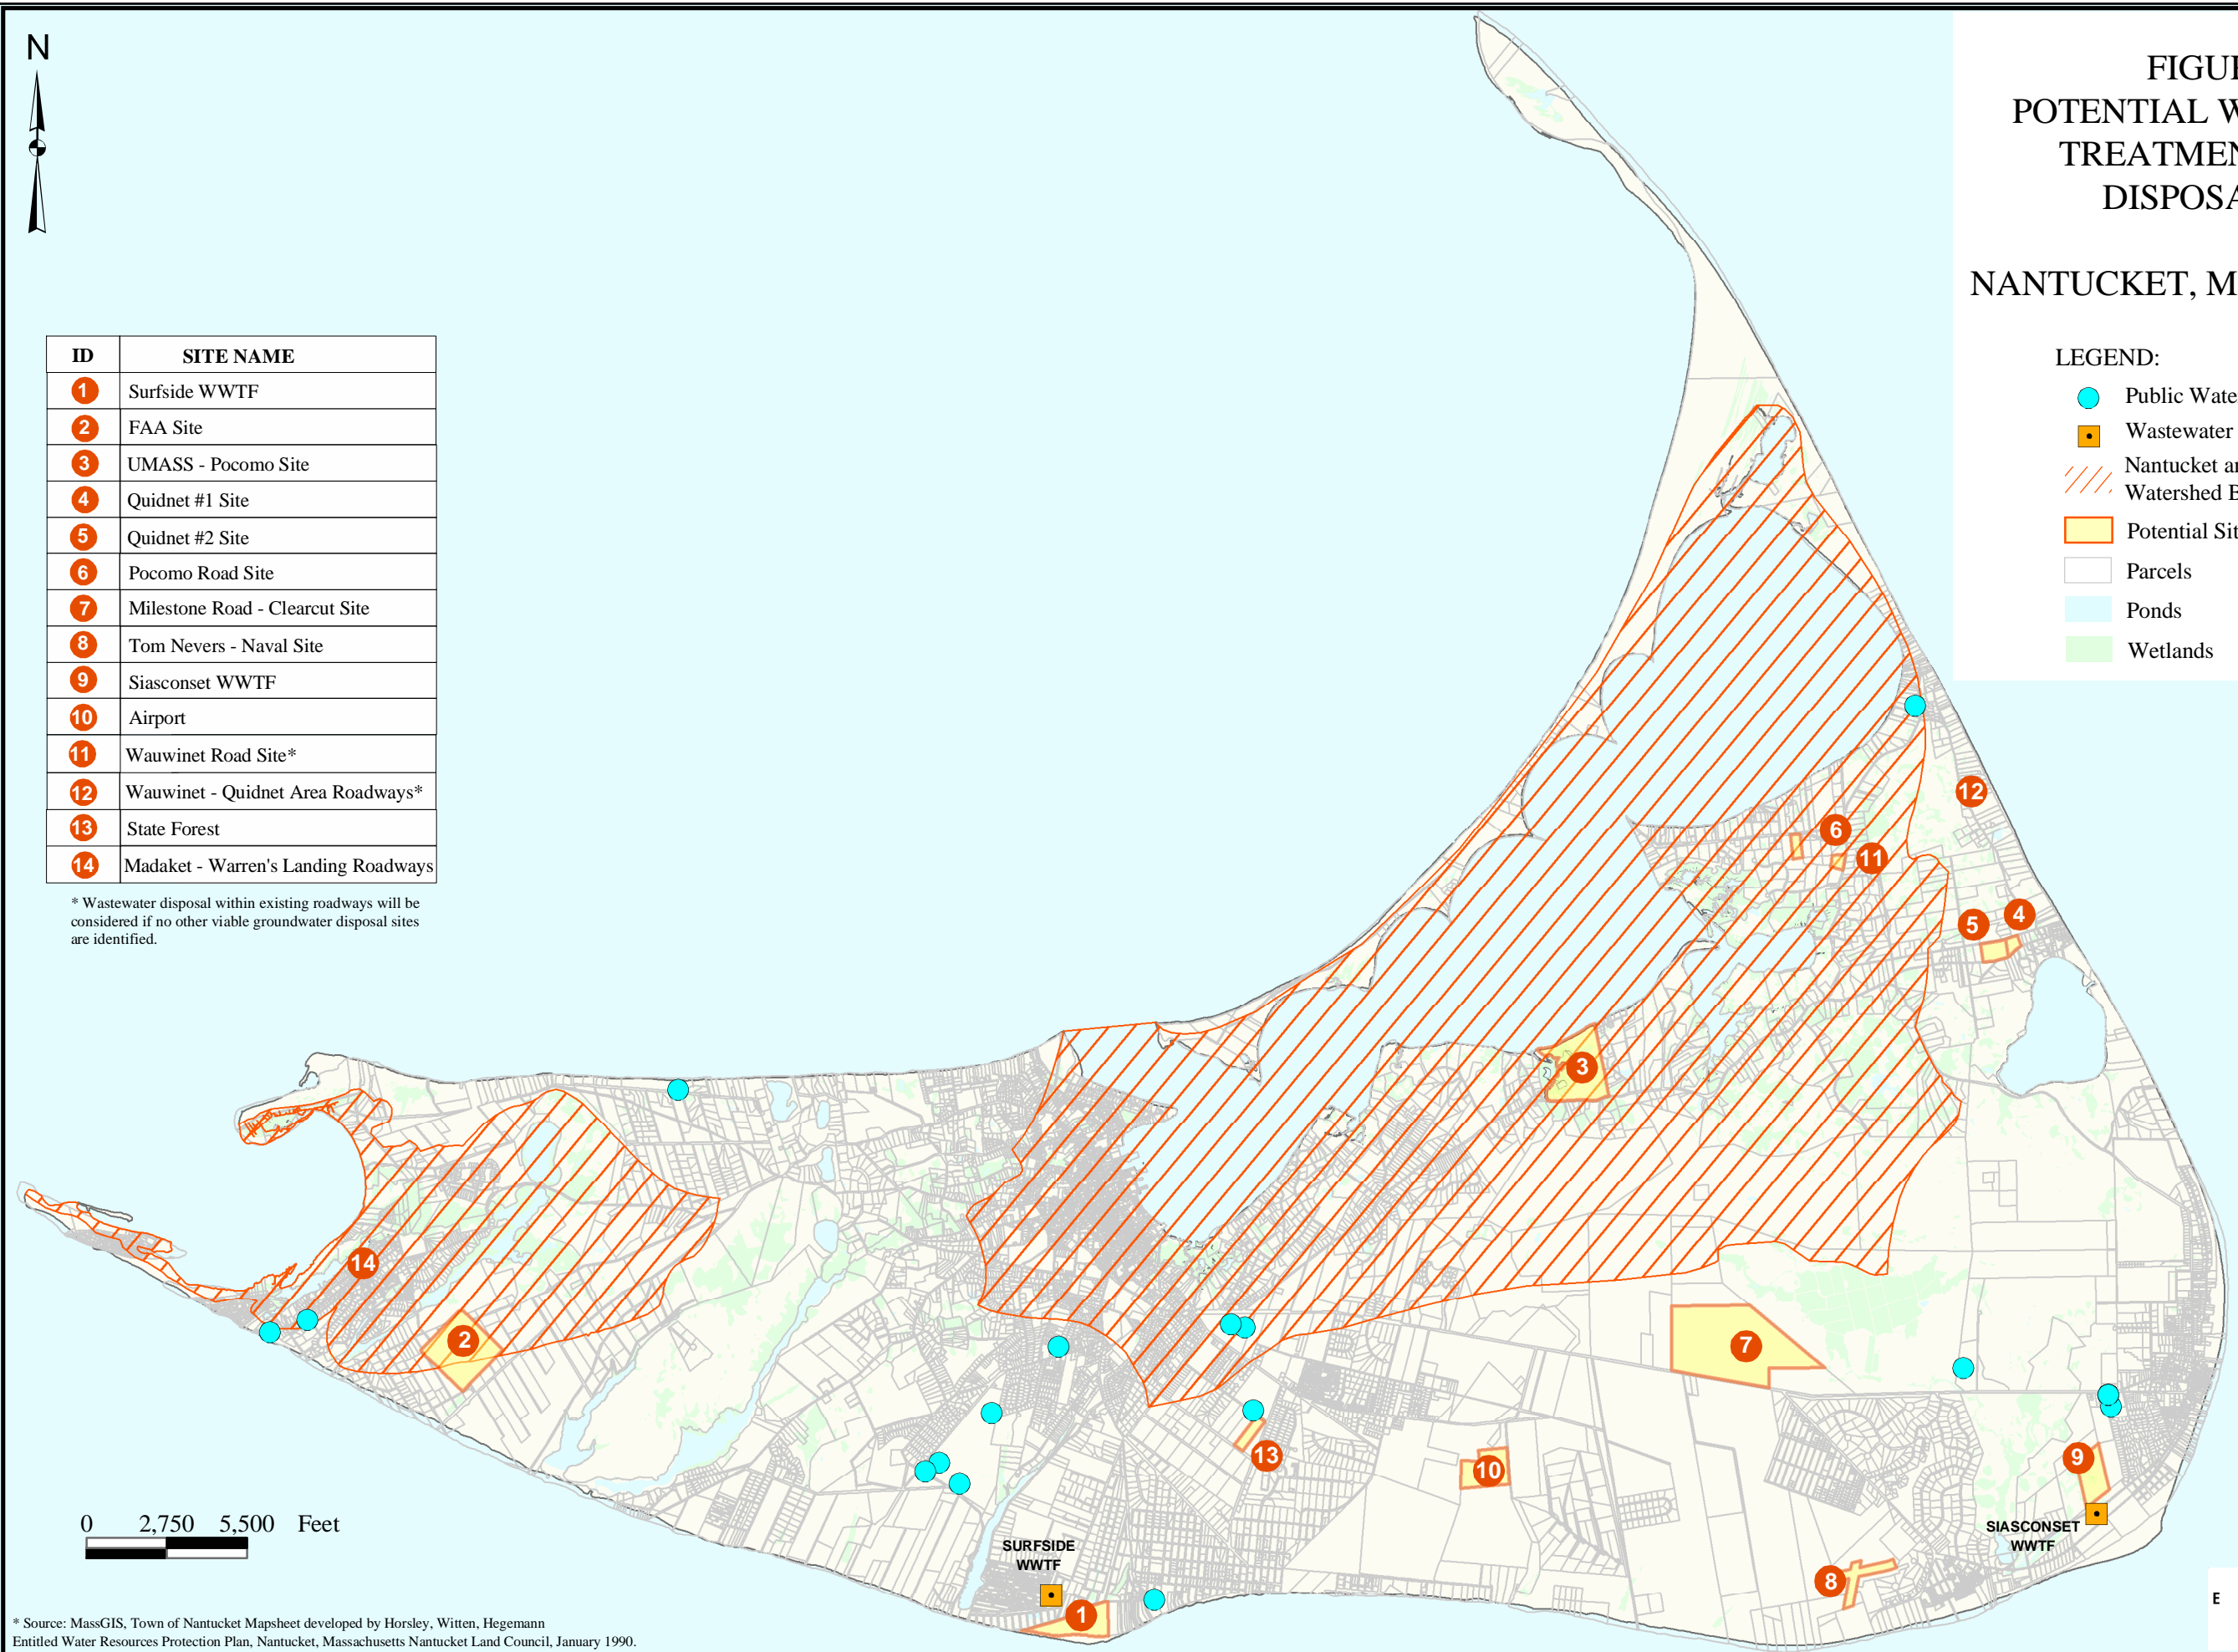 N
FIGU
POTENTIAL W
TREATMEN
DISPOSA
NANTUCKET, M
LEGEND:
Public Wate
Wastewater
Nantucket a
Watershed B
Potential Sit
Parcels
Ponds
Wetlands
ID SITE NAME
1 Surfside WWTF
2 FAA Site
3 UMASS - Pocomo Site
4 Quidnet #1 Site
5 Quidnet #2 Site
6 Pocomo Road Site
7 Milestone Road - Clearcut Site
8 Tom Nevers - Naval Site
9 Siasconset WWTF
10 Airport
11 Wauwinet Road Site*
12 Wauwinet - Quidnet Area Roadways*
13 State Forest
14 Madaket - Warren's Landing Roadways
* Wastewater disposal within existing roadways will be
considered if no other viable groundwater disposal sites
are identified.
12
6
11
5
4
3
14
2
7
13
10
9
8
1
SURFSIDE
WWTF
SIASCONSET
WWTF
0 2,750 5,500 Feet
* Source: MassGIS, Town of Nantucket Mapsheet developed by Horsley, Witten, Hegemann
Entitled Water Resources Protection Plan, Nantucket, Massachusetts Nantucket Land Council, January 1990.
E